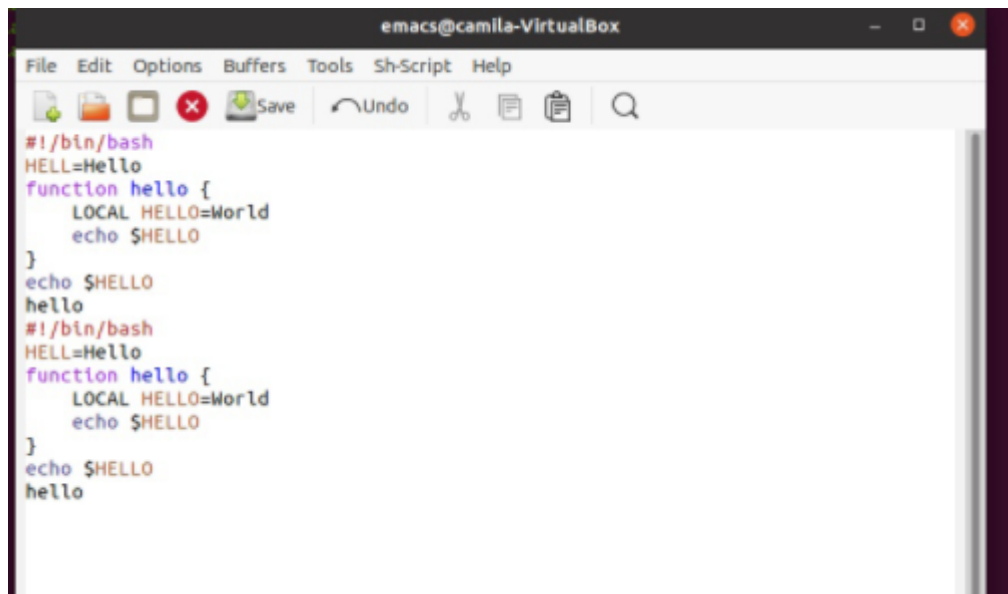 emacs@camila-VirtualBox
File Edit Options Buffers Tools Sh-Script Help
Save Undo
#!/bin/bash
HELL=Hello
function hello {
    LOCAL HELLO=World
    echo $HELLO
}
echo $HELLO
hello
#!/bin/bash
HELL=Hello
function hello {
    LOCAL HELLO=World
    echo $HELLO
}
echo $HELLO
hello